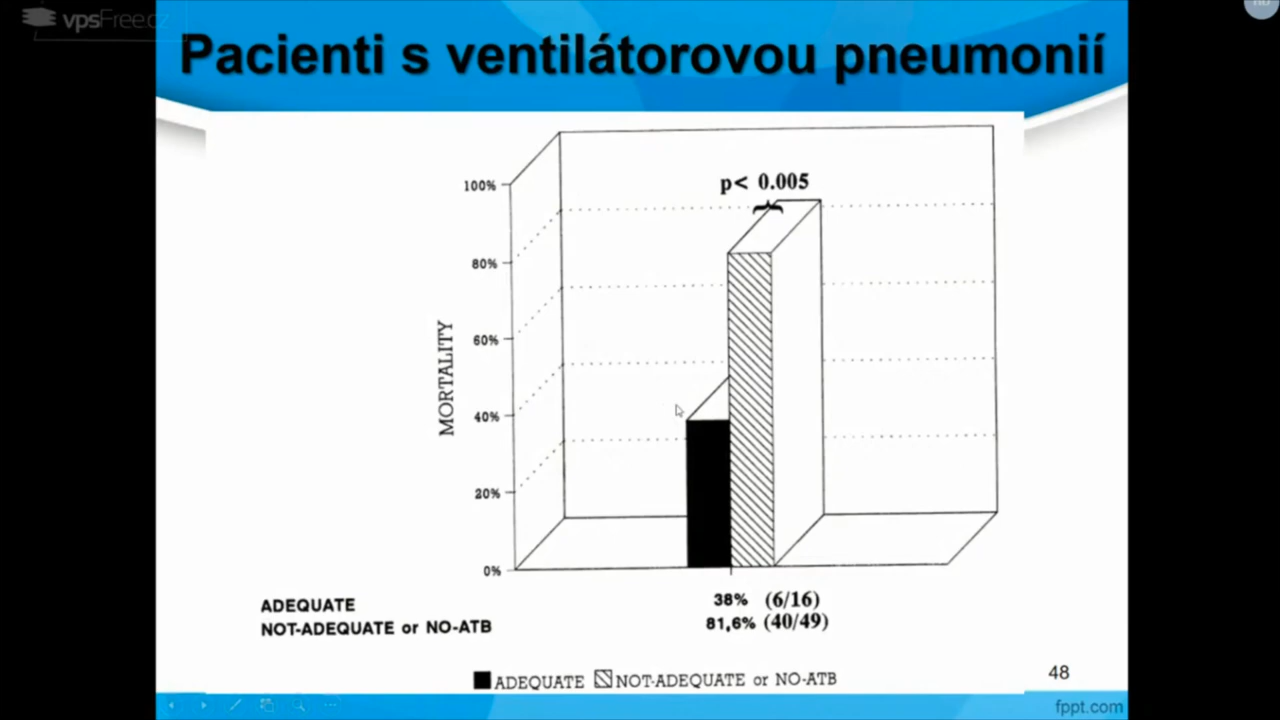 vpsFree.cz
HD
Pacienti s ventilátorovou pneumonií
p< 0.005
100%
80%
60%
40%
20%
0%
MORTALITY
ADEQUATE 38% (6/16)
NOT-ADEQUATE or NO-ATB 81,6% (40/49)
ADEQUATE NOT-ADEQUATE or NO-ATB
48
fppt.com